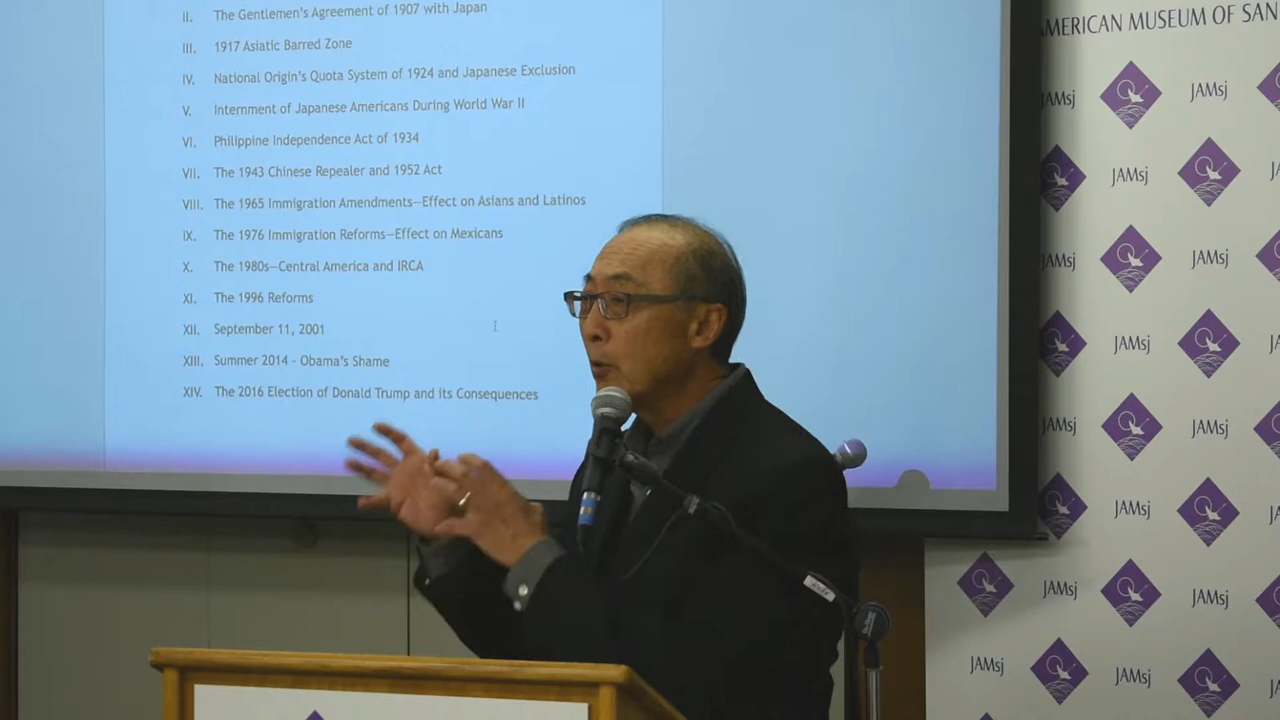 II. The Gentlemen's Agreement of 1907 with Japan
III. 1917 Asiatic Barred Zone
IV. National Origin's Quota System of 1924 and Japanese Exclusion
V. Internment of Japanese Americans During World War II
VI. Philippine Independence Act of 1934
VII. The 1943 Chinese Repealer and 1952 Act
VIII. The 1965 Immigration Amendments—Effect on Asians and Latinos
IX. The 1976 Immigration Reforms—Effect on Mexicans
X. The 1980s—Central America and IRCA
XI. The 1996 Reforms
XII. September 11, 2001
XIII. Summer 2014 - Obama's Shame
XIV. The 2016 Election of Donald Trump and its Consequences
AMERICAN MUSEUM OF SAN
JAMsj JAMsj
JAMsj
JAMsj JAMsj
JAMsj
JAMsj JAMsj
JAMsj
JAMsj JAMsj
JAMsj JAMsj